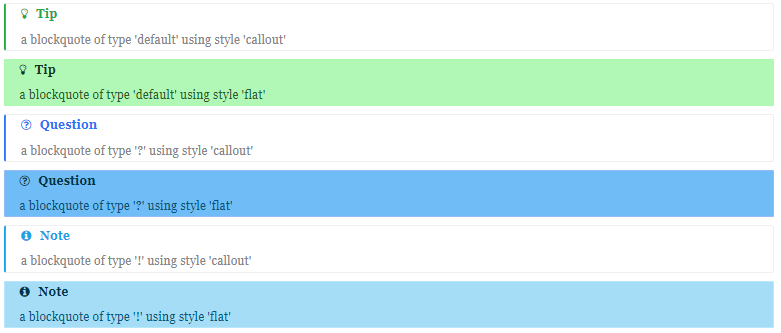 Tip
a blockquote of type 'default' using style 'callout'
Tip
a blockquote of type 'default' using style 'flat'
Question
a blockquote of type '?' using style 'callout'
Question
a blockquote of type '?' using style 'flat'
Note
a blockquote of type '!' using style 'callout'
Note
a blockquote of type '!' using style 'flat'